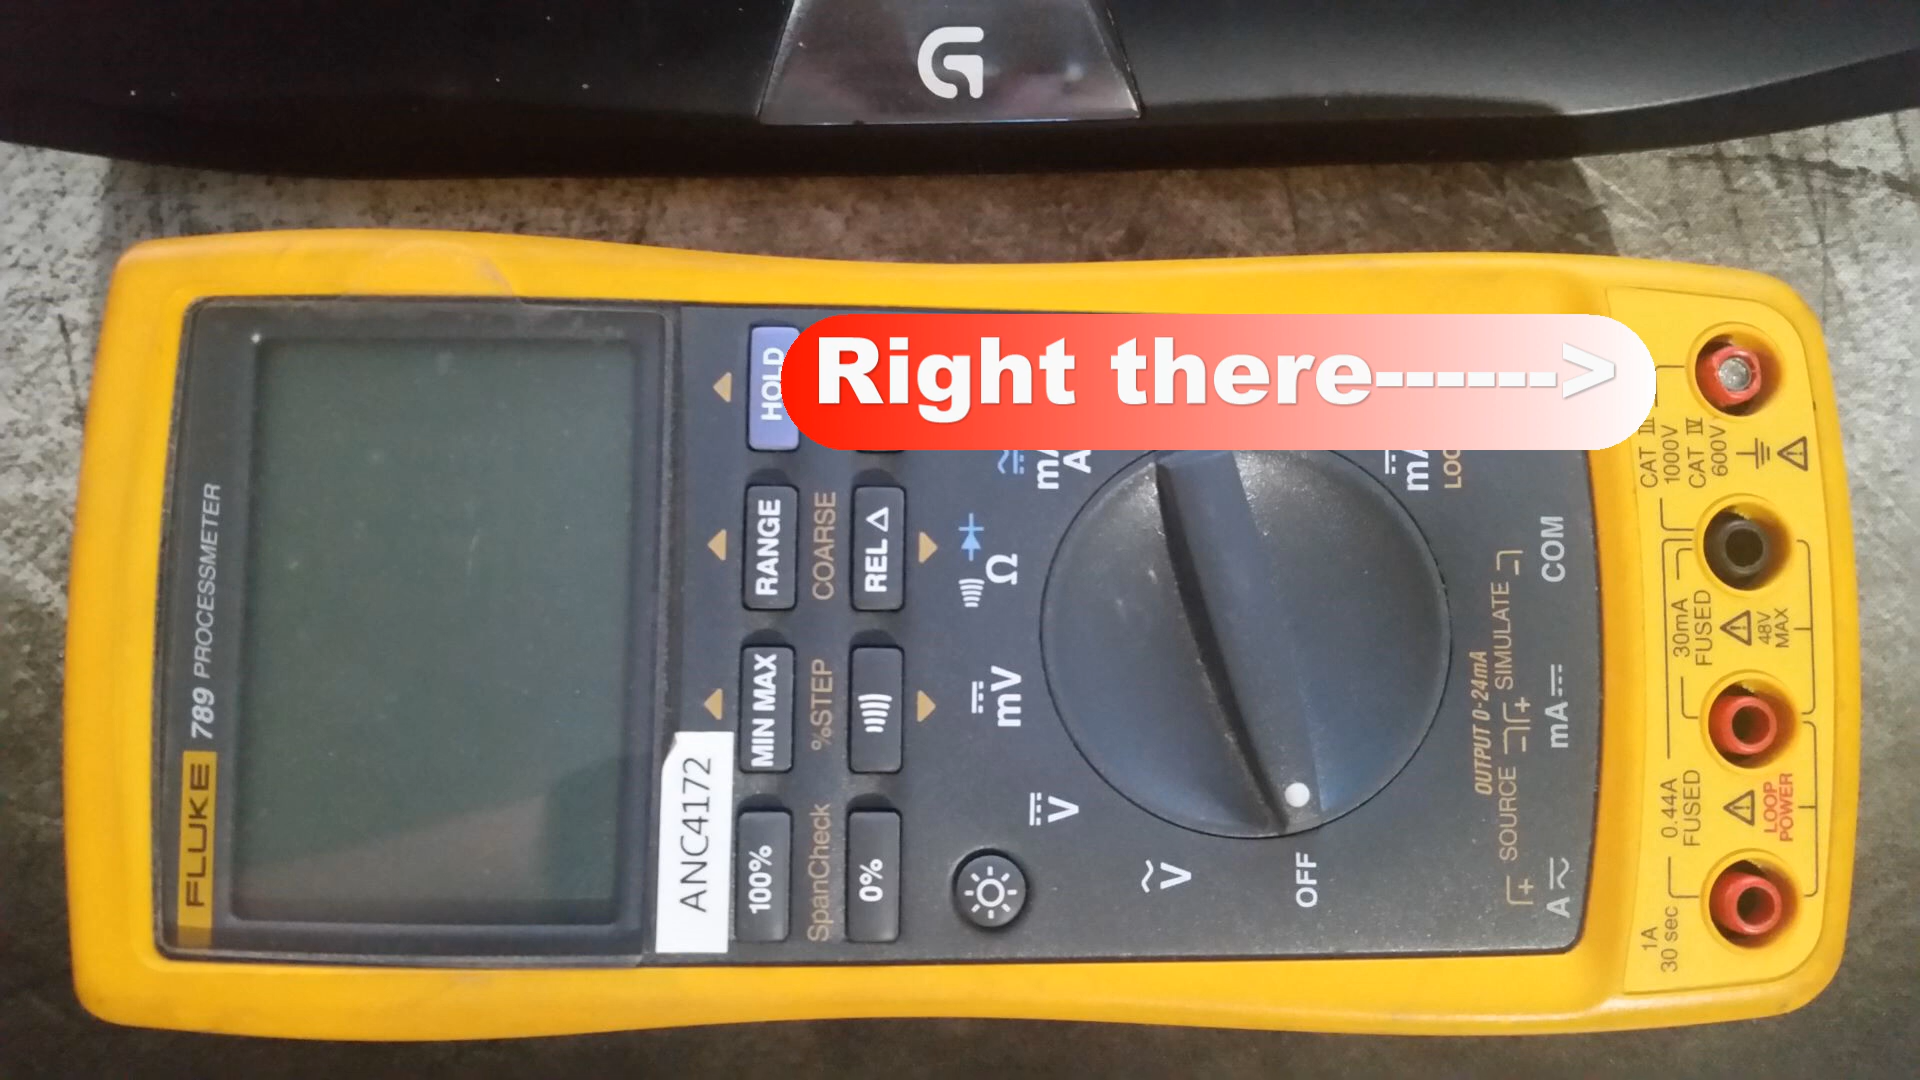 Right there------>
FLUKE 789 PROCESSMETER
ANC4172
HOLD
RANGE
MIN MAX
100%
COARSE
%STEP
SpanCheck
REL Δ
0%
mV
Ω
V
V
OFF
OUTPUT 0-24mA
SOURCE
SIMULATE
A
mA
COM
CAT III
1000V
CAT IV
600V
30mA
FUSED
48V
MAX
0.44A
FUSED
LOOP
POWER
1A
30 sec